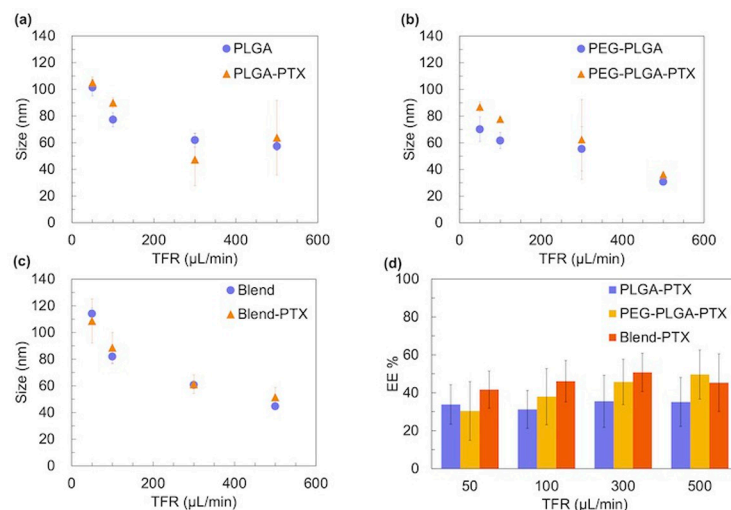 (a)
140
120
100
80
60
40
20
0
Size (nm)
PLGA
PLGA-PTX
0 200 400 600
TFR (µL/min)
(b)
140
120
100
80
60
40
20
0
Size (nm)
PEG-PLGA
PEG-PLGA-PTX
0 200 400 600
TFR (µL/min)
(c)
140
120
100
80
60
40
20
0
Size (nm)
Blend
Blend-PTX
0 200 400 600
TFR (µL/min)
(d)
100
80
60
40
20
0
EE %
PLGA-PTX
PEG-PLGA-PTX
Blend-PTX
50 100 300 500
TFR (µL/min)